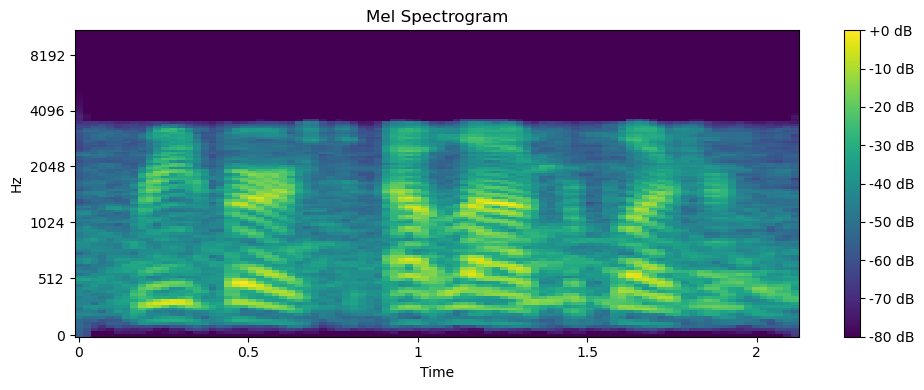 Mel Spectrogram
Hz
8192
4096
2048
1024
512
0
0
0.5
1
1.5
2
Time
+0 dB
-10 dB
-20 dB
-30 dB
-40 dB
-50 dB
-60 dB
-70 dB
-80 dB